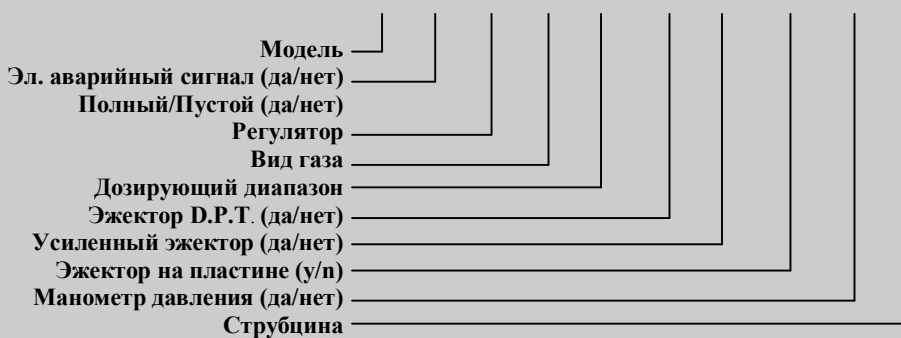 Модель
Эл. аварийный сигнал (да/нет)
Полный/Пустой (да/нет)
Регулятор
Вид газа
Дозирующий диапазон
Эжектор D.P.T. (да/нет)
Усиленный эжектор (да/нет)
Эжектор на пластине (y/n)
Манометр давления (да/нет)
Струбцина